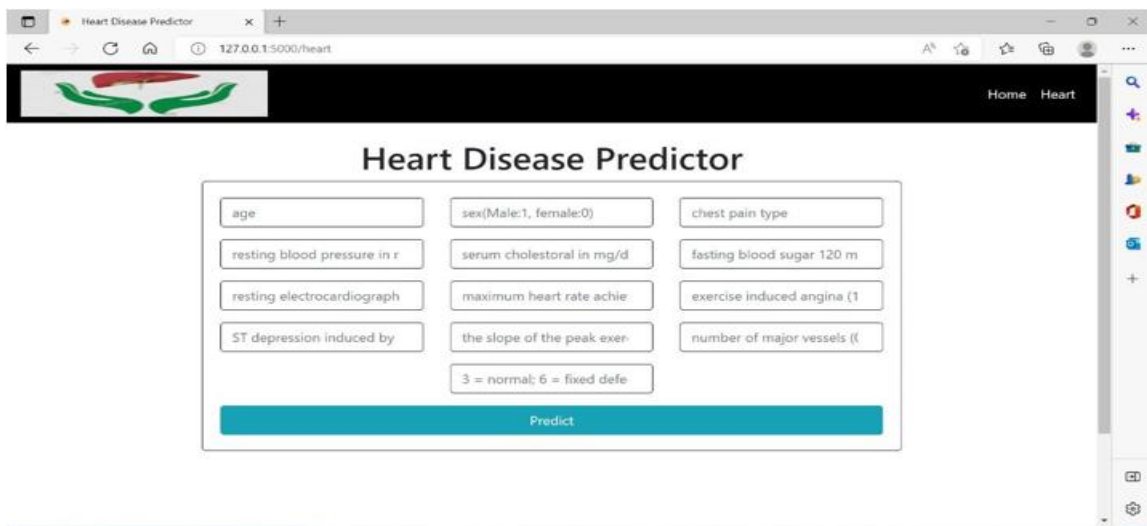 Heart Disease Predictor
127.0.0.1:5000/heart
Home Heart
Heart Disease Predictor
age sex(Male:1, female:0) chest pain type
resting blood pressure in r serum cholestoral in mg/d fasting blood sugar 120 m
resting electrocardiograph maximum heart rate achie exercise induced angina (1
ST depression induced by the slope of the peak exer number of major vessels ((
3 = normal; 6 = fixed defe
Predict